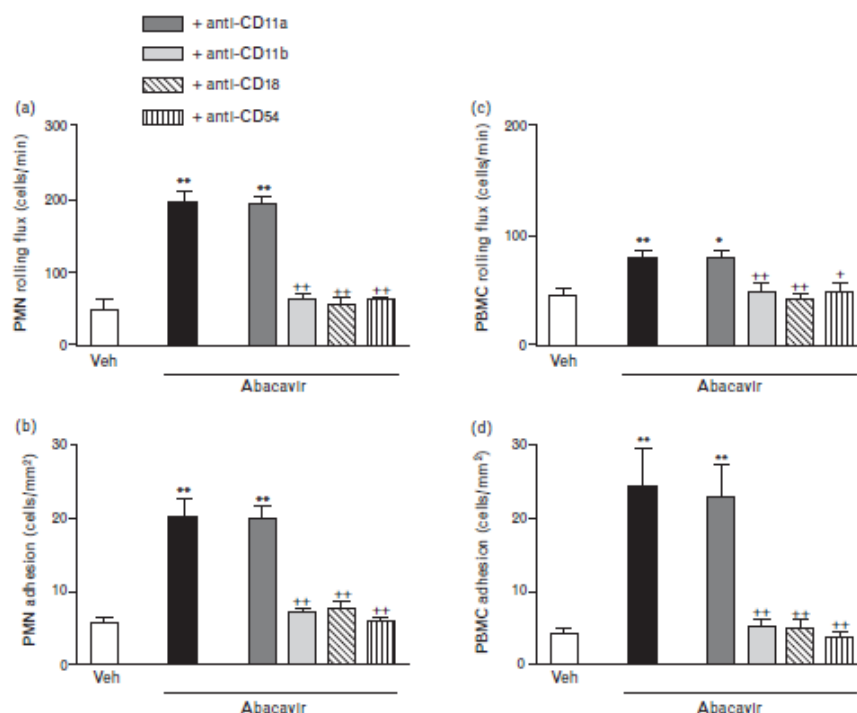 + anti-CD11a
+ anti-CD11b
+ anti-CD18
+ anti-CD54
(a)
PMN rolling flux (cells/min)
300
200
100
0
**
**
++
++
++
Veh
Abacavir
(c)
PBMC rolling flux (cells/min)
200
100
0
**
*
++
++
+
Veh
Abacavir
(b)
PMN adhesion (cells/mm²)
30
20
10
0
**
**
++
++
++
Veh
Abacavir
(d)
PBMC adhesion (cells/mm²)
30
20
10
0
**
**
++
++
++
Veh
Abacavir